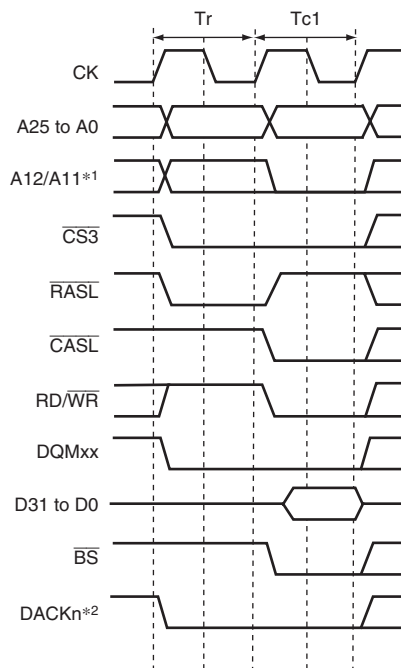 Tr Tc1
CK
A25 to A0
A12/A11*1
CS3
RASL
CASL
RD/WR
DQMxx
D31 to D0
BS
DACKn*2